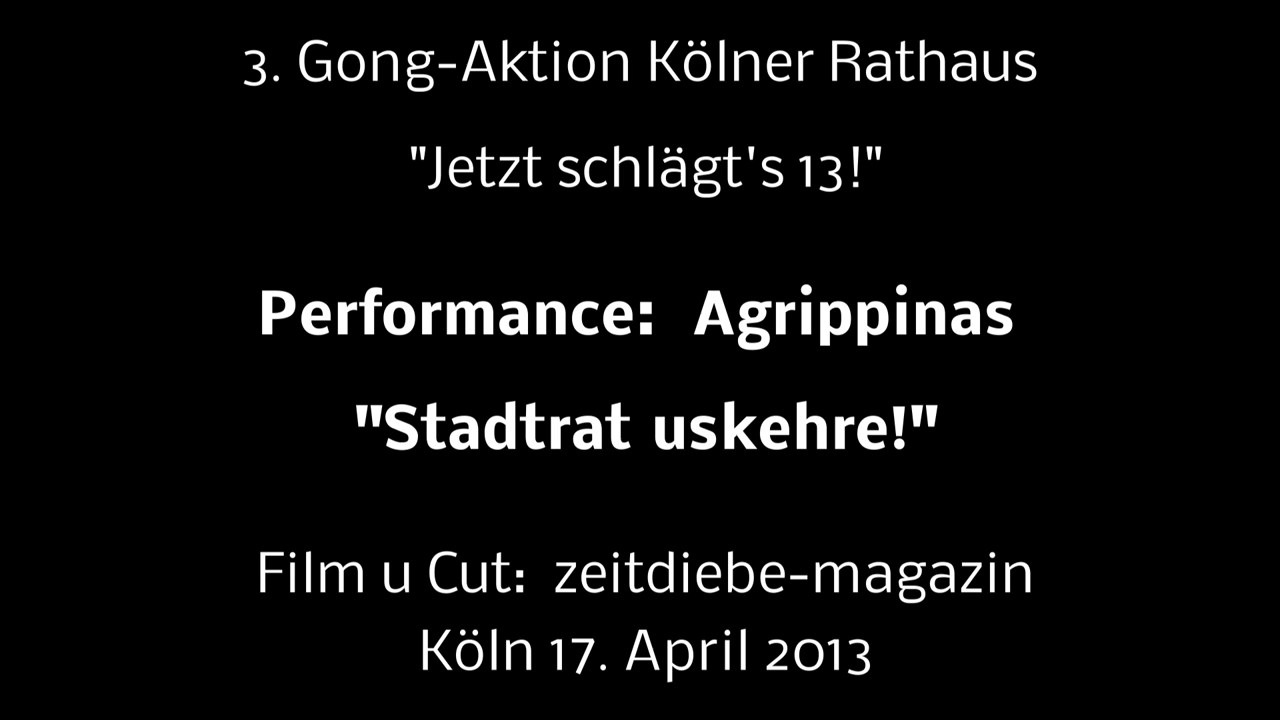 3. Gong-Aktion Kölner Rathaus
"Jetzt schlägt's 13!"
Performance: Agrippinas
"Stadtrat uskehre!"
Film u Cut: zeitdiebe-magazin
Köln 17. April 2013